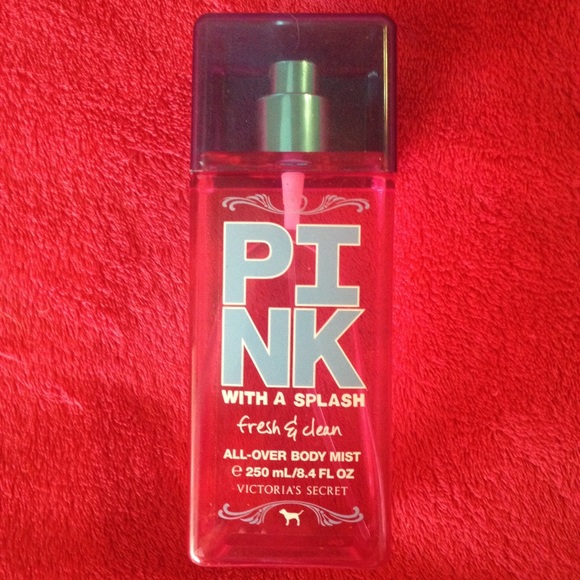 PI
NK
WITH A SPLASH
fresh & clean
ALL-OVER BODY MIST
℮ 250 mL/8.4 FL OZ
VICTORIA'S SECRET